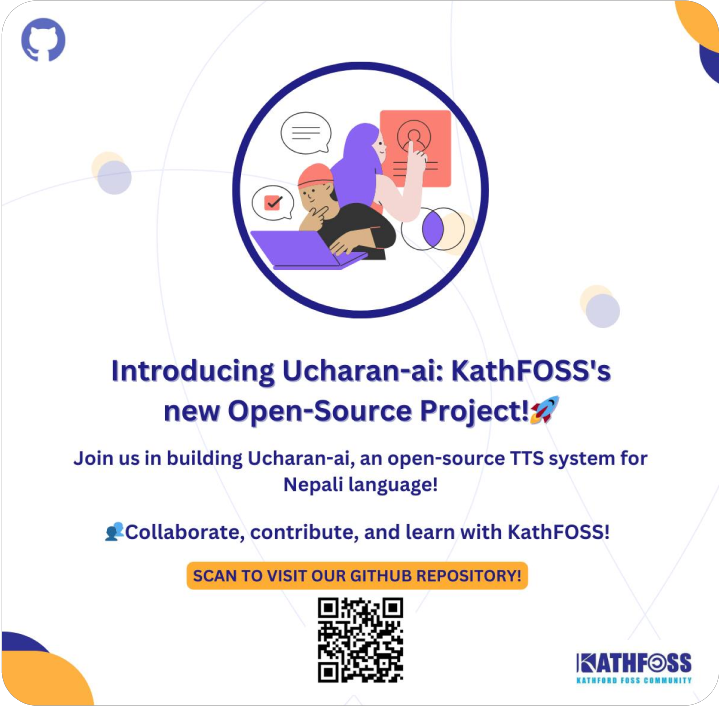 Introducing Ucharan-ai: KathFOSS's
new Open-Source Project!🚀
Join us in building Ucharan-ai, an open-source TTS system for
Nepali language!
👥Collaborate, contribute, and learn with KathFOSS!
SCAN TO VISIT OUR GITHUB REPOSITORY!
KATHFOSS
KATHFORD FOSS COMMUNITY